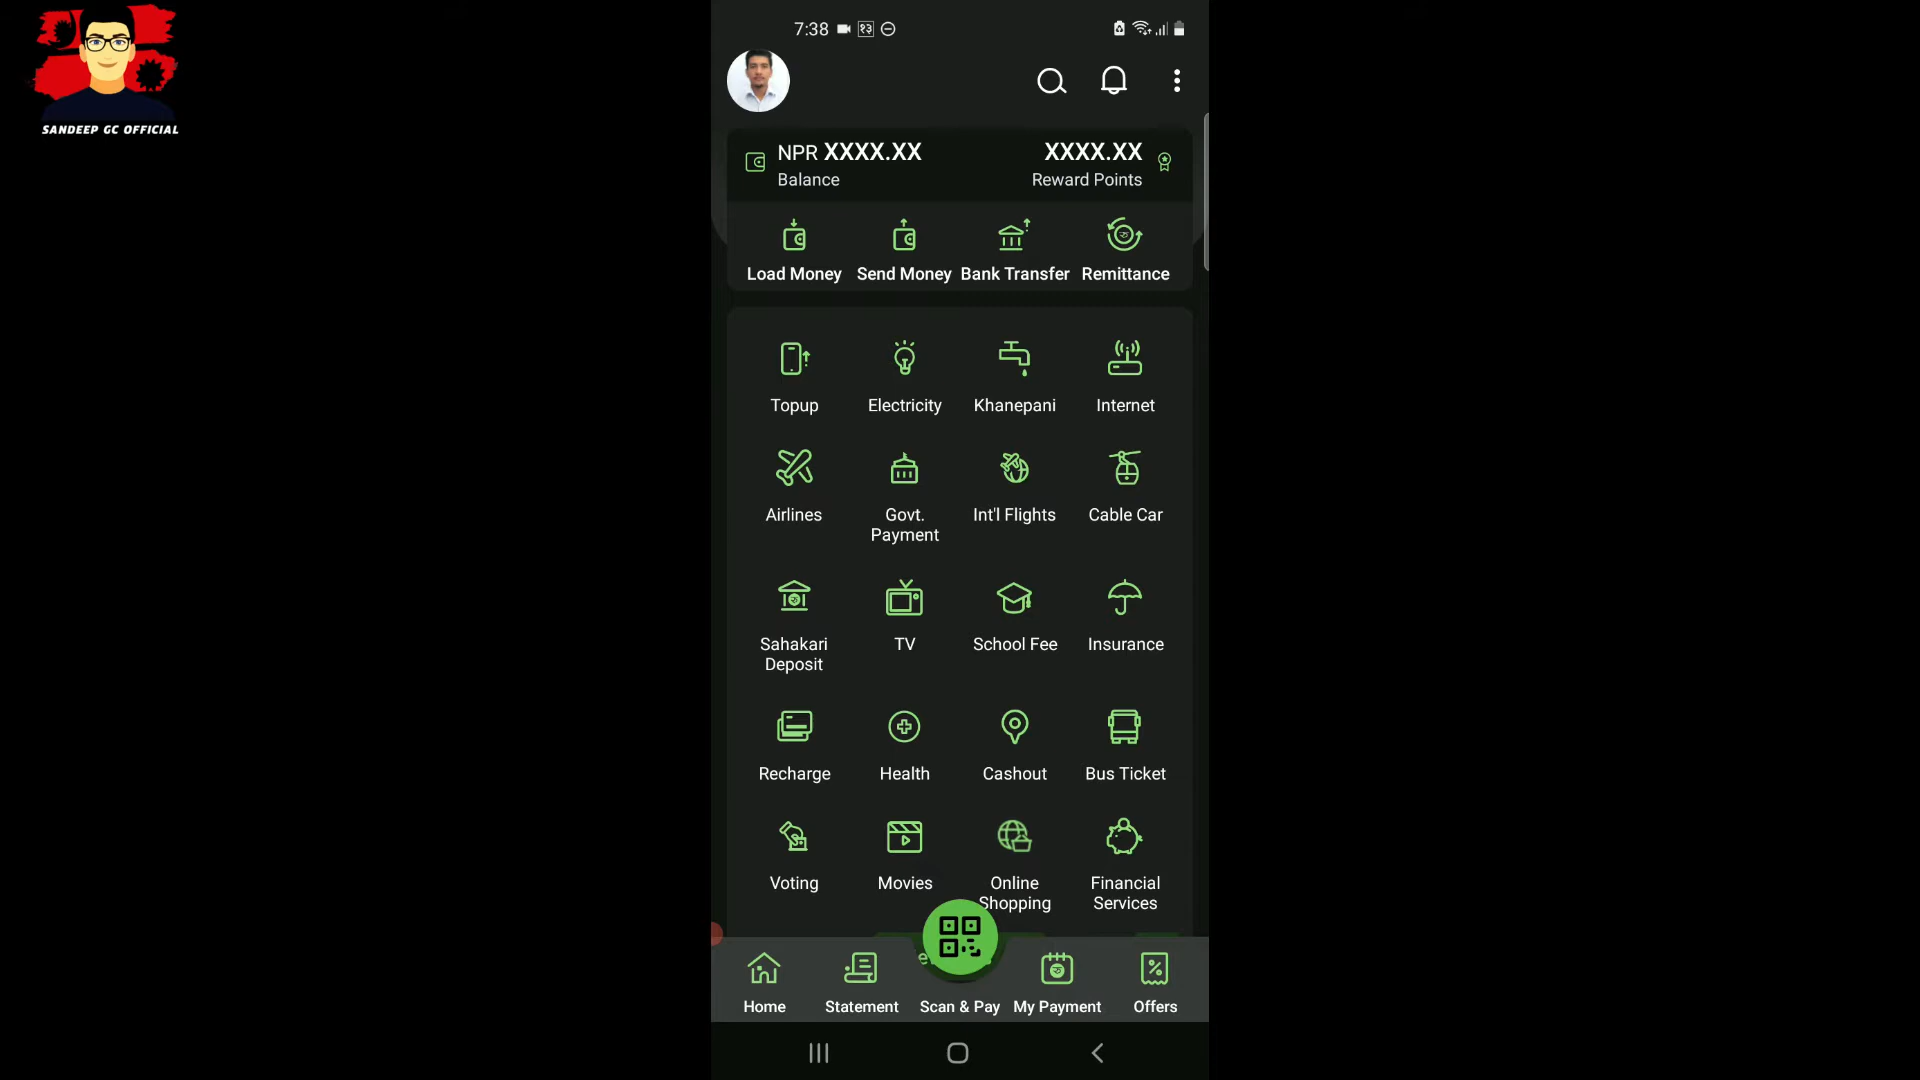 SANDEEP GC OFFICIAL
7:38
NPR XXXX.XX
Balance
XXXX.XX
Reward Points
Load Money
Send Money
Bank Transfer
Remittance
Topup
Electricity
Khanepani
Internet
Airlines
Govt.
Payment
Int'l Flights
Cable Car
Sahakari
Deposit
TV
School Fee
Insurance
Recharge
Health
Cashout
Bus Ticket
Voting
Movies
Online
Shopping
Financial
Services
Home
Statement
Scan & Pay
My Payment
Offers